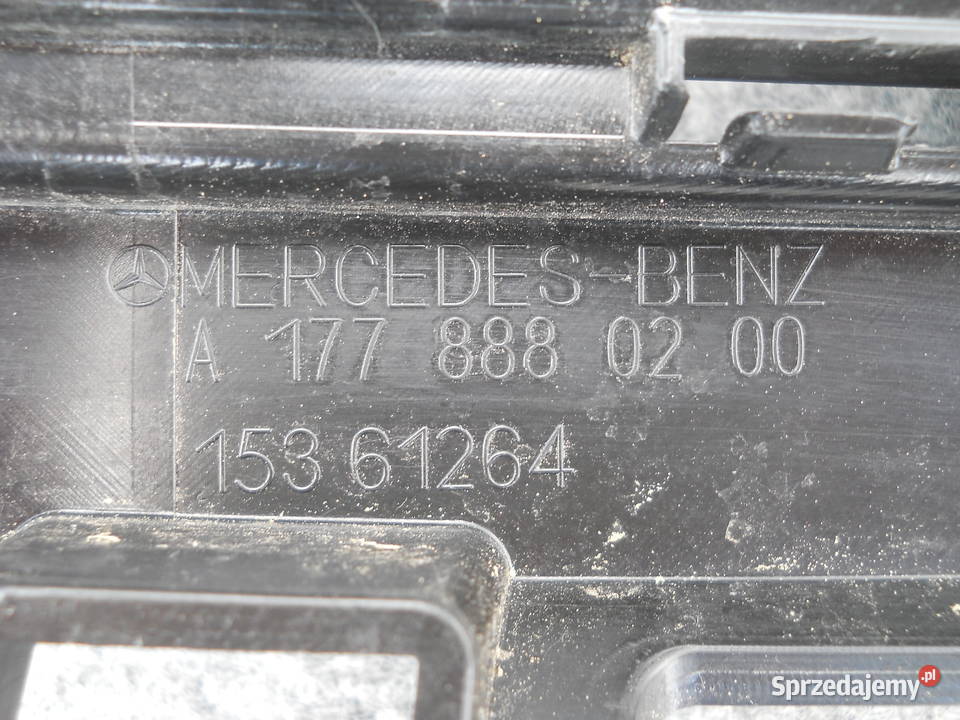 MERCEDES-BENZ
A 177 888 02 00
153 61264
Sprzedajemy.pl